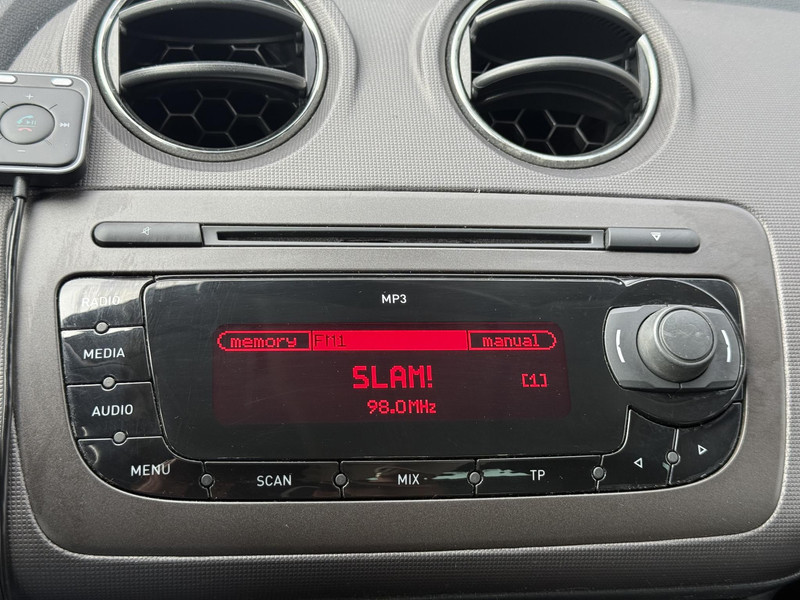 MP3
RADIO
memory FM1 manual
MEDIA
SLAM! [1]
98.0MHz
AUDIO
MENU
SCAN MIX TP